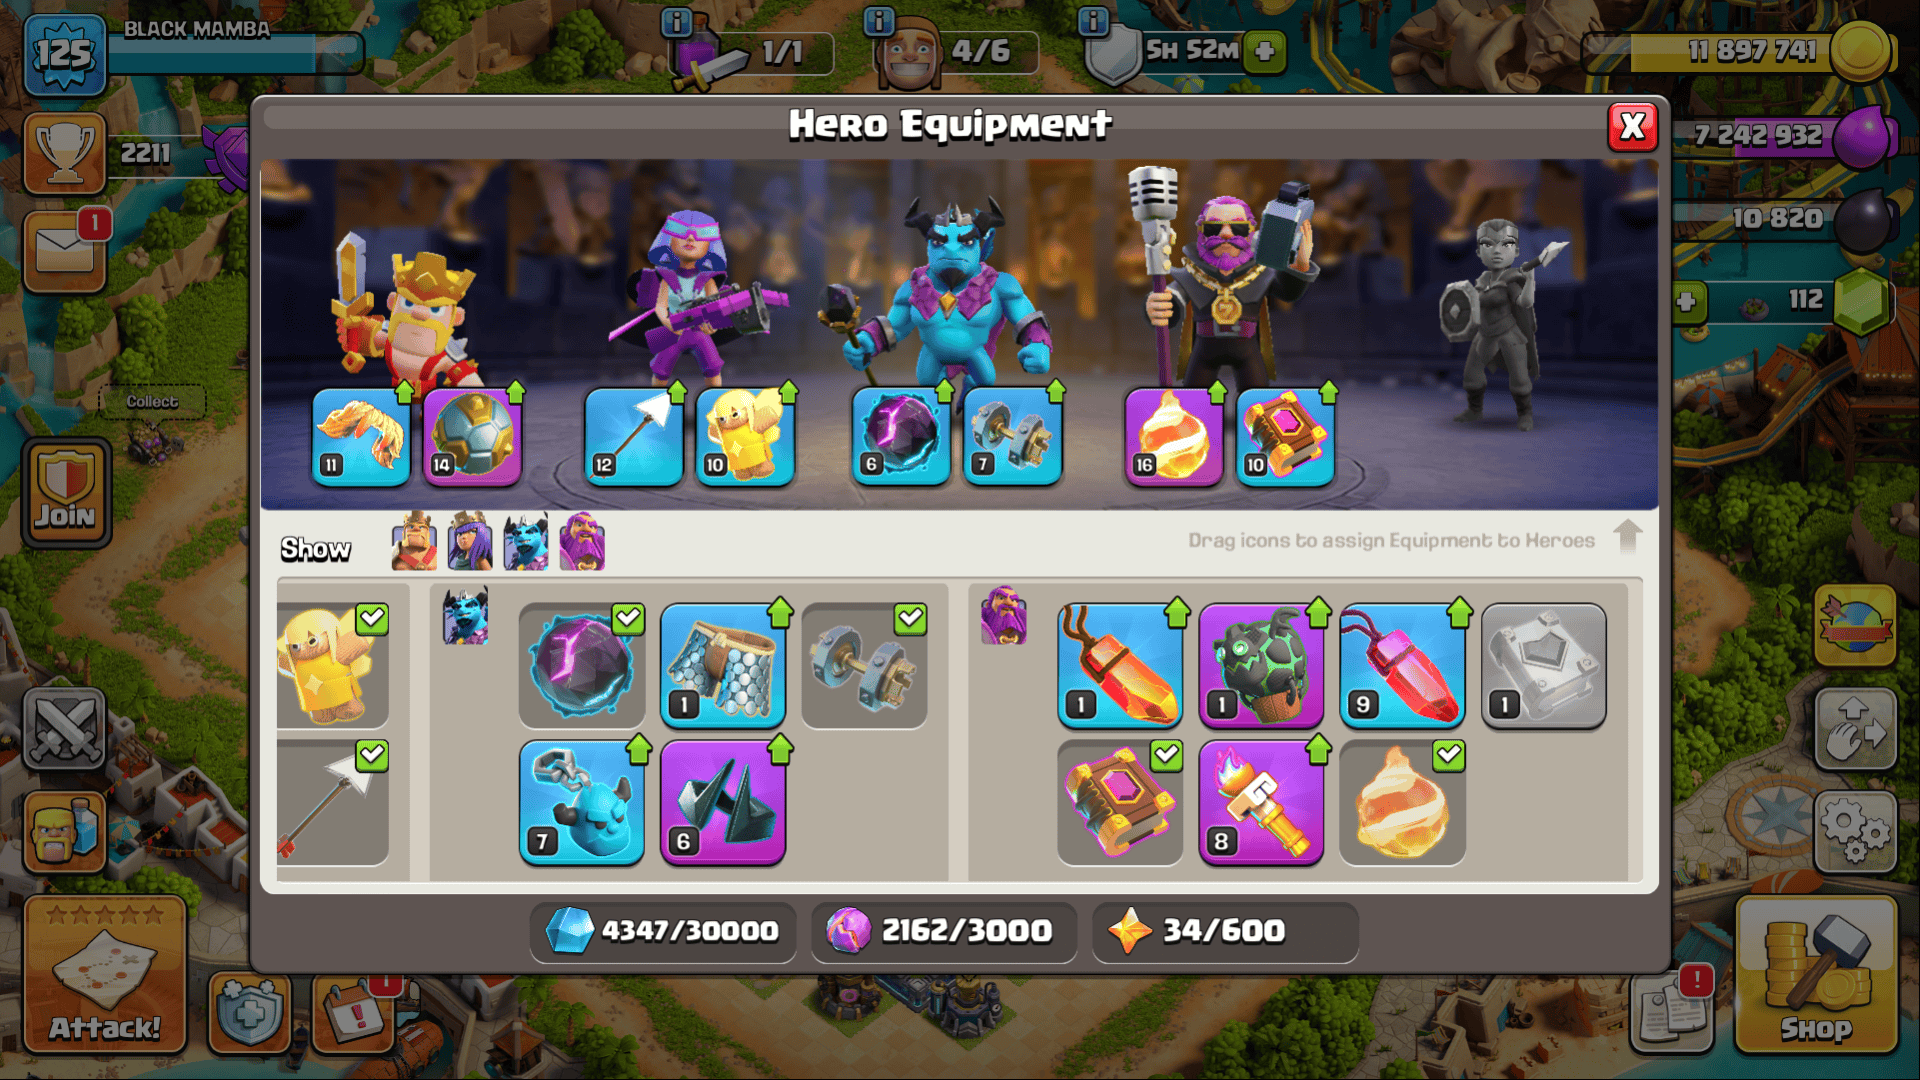 125
BLACK MAMBA
1/1
4/6
5H 52M
11 897 741
2211
7 242 932
1
10 820
112
Hero Equipment
X
Collect
Join
11
14
12
10
6
7
16
10
Show
Drag icons to assign Equipment to Heroes
1
1
1
9
1
7
6
8
4347/30000
2162/3000
34/600
Attack!
!
!
!
Shop